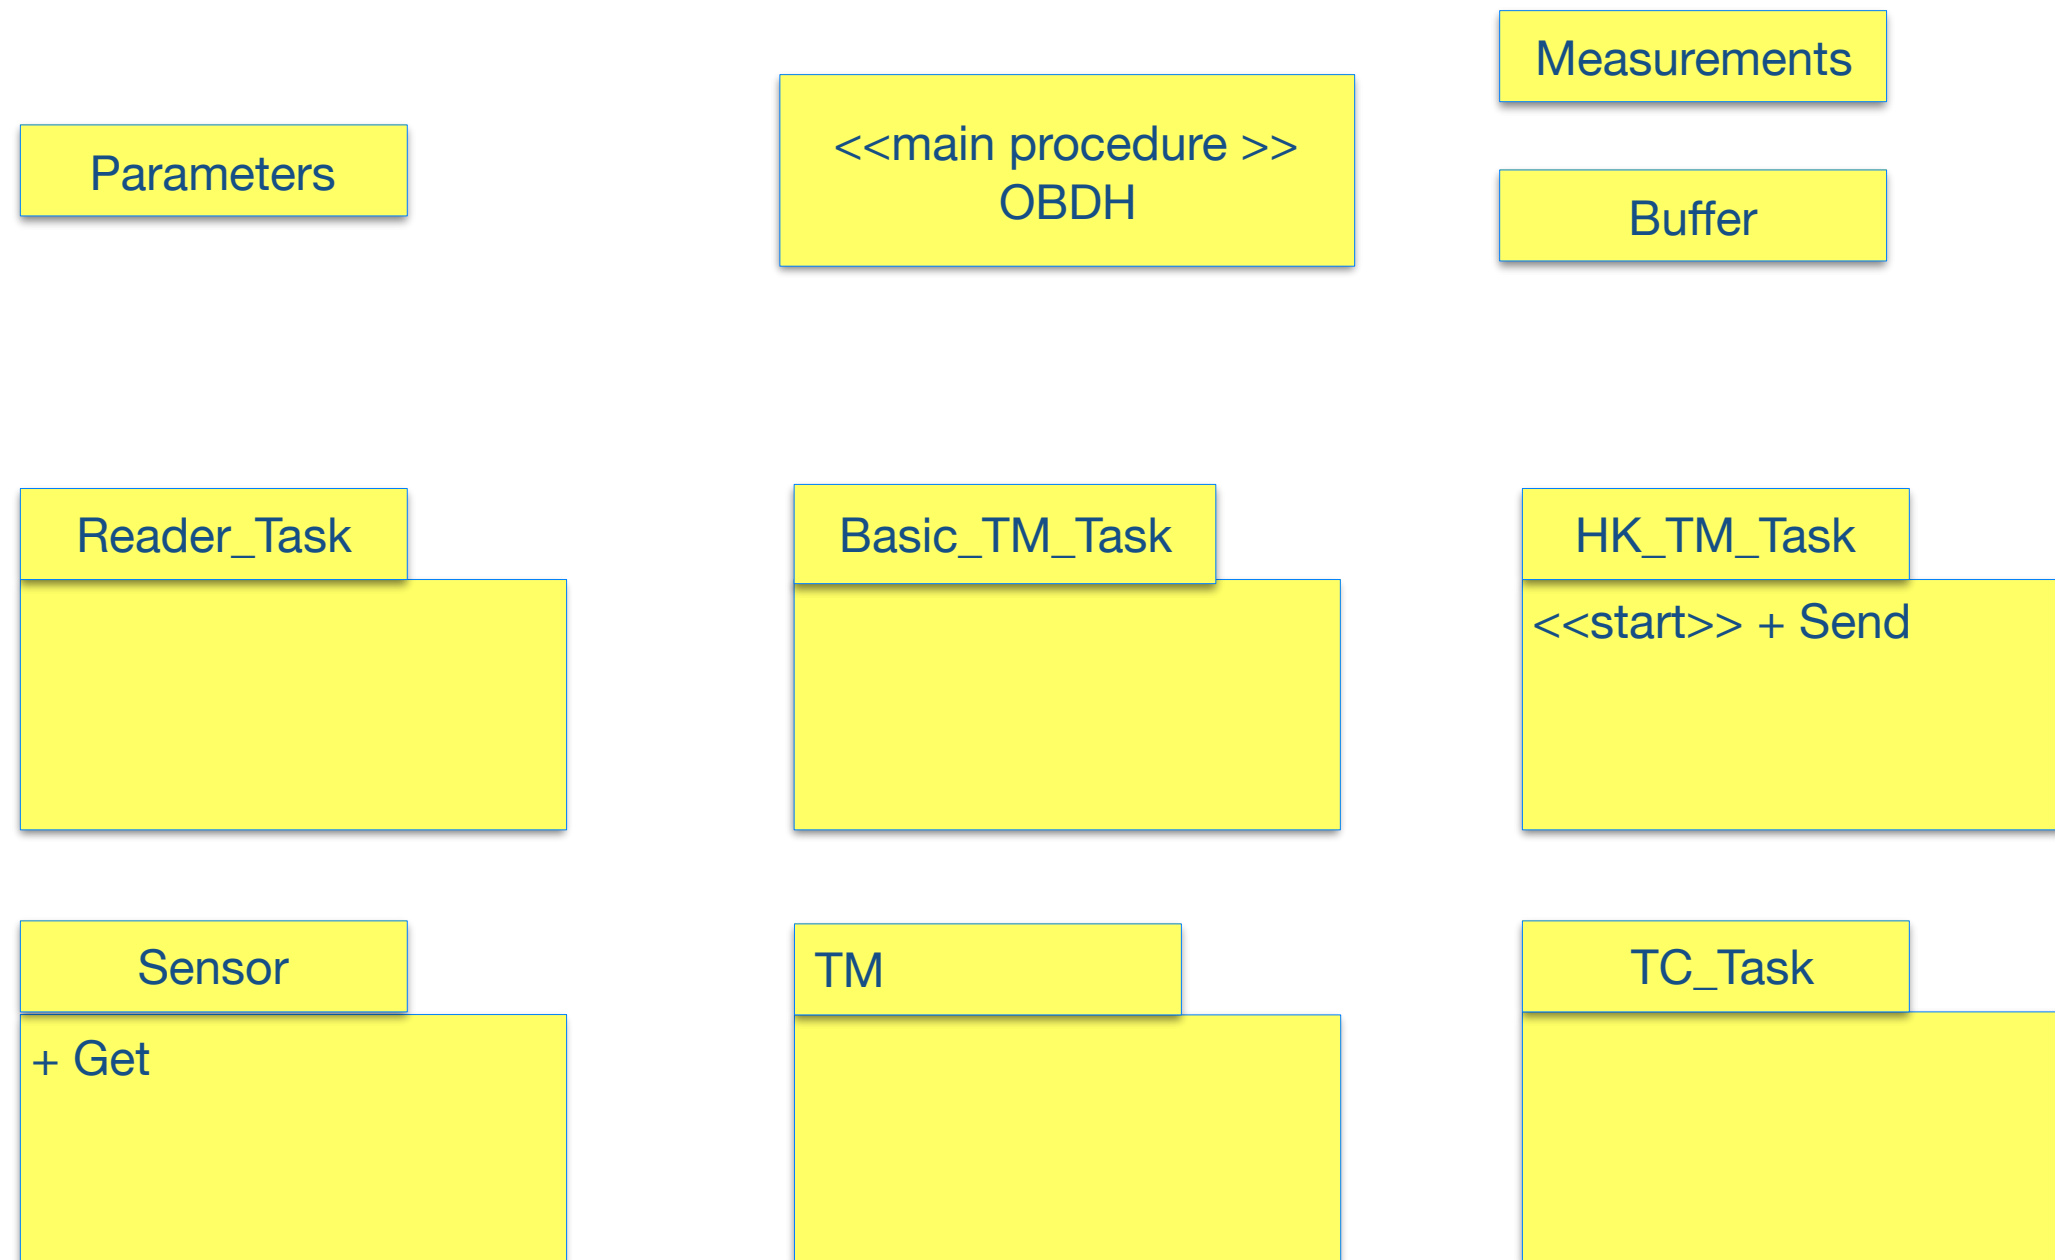 Measurements
Parameters
<<main procedure >>
OBDH
Buffer
Reader_Task
Basic_TM_Task
HK_TM_Task
<<start>> + Send
Sensor
TM
TC_Task
+ Get